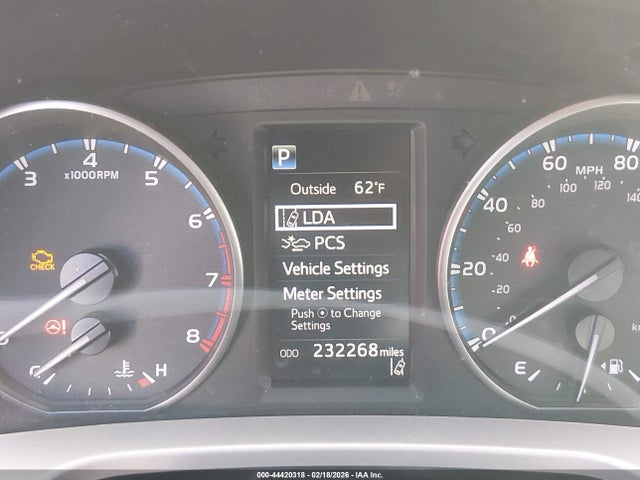 3 4 5 6 7 8
x1000RPM
CHECK
H
P
Outside 62°F
LDA
PCS
Vehicle Settings
Meter Settings
Push to Change
Settings
ODO 232268 miles
0 20 40 60 80
MPH
0 20 40 60 80 100 120 140
E
000-44420318 - 02/18/2026 - IAA Inc.